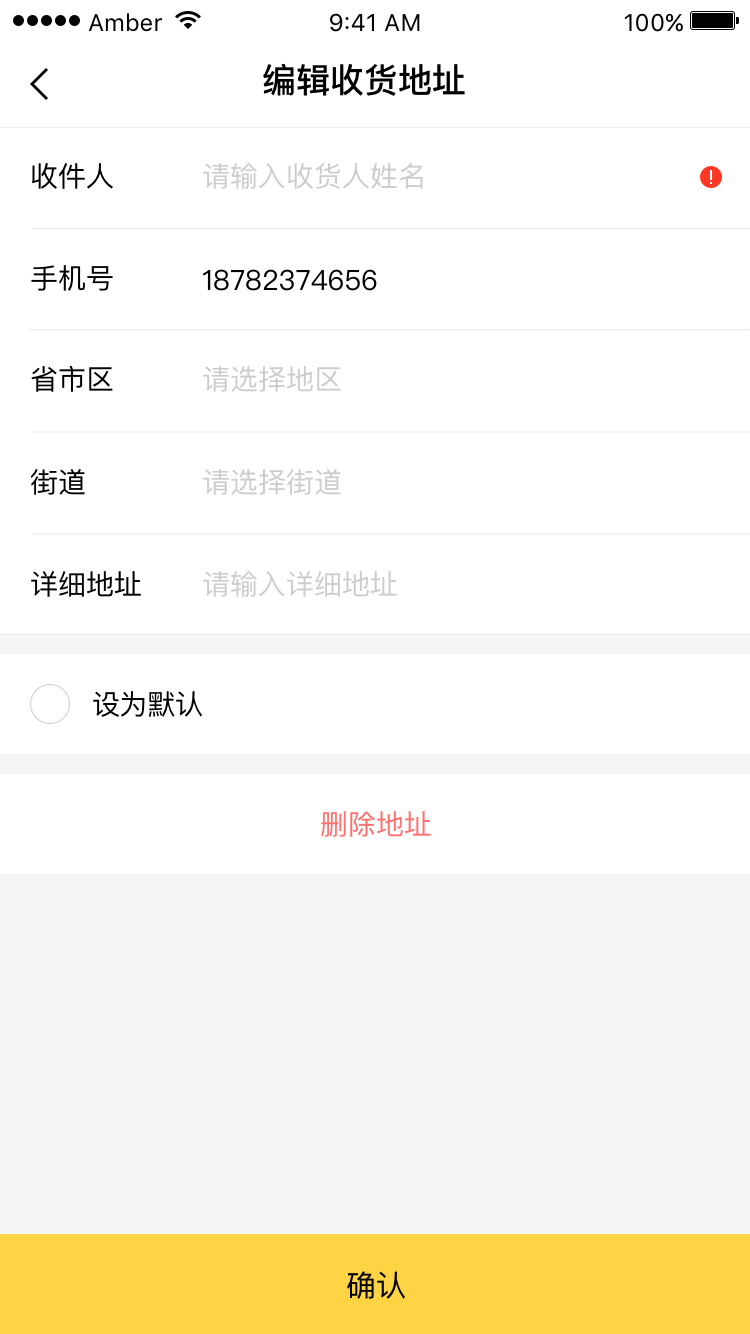 Amber 9:41 AM 100%
编辑收货地址
收件人 请输入收货人姓名
手机号 18782374656
省市区 请选择地区
街道 请选择街道
详细地址 请输入详细地址
设为默认
删除地址
确认